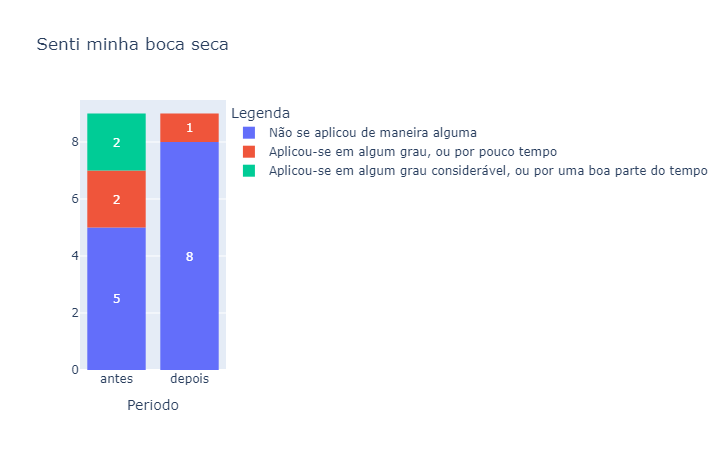 Senti minha boca seca
Legenda
Não se aplicou de maneira alguma
Aplicou-se em algum grau, ou por pouco tempo
Aplicou-se em algum grau considerável, ou por uma boa parte do tempo
8
6
4
2
0
2
2
5
1
8
antes
depois
Periodo